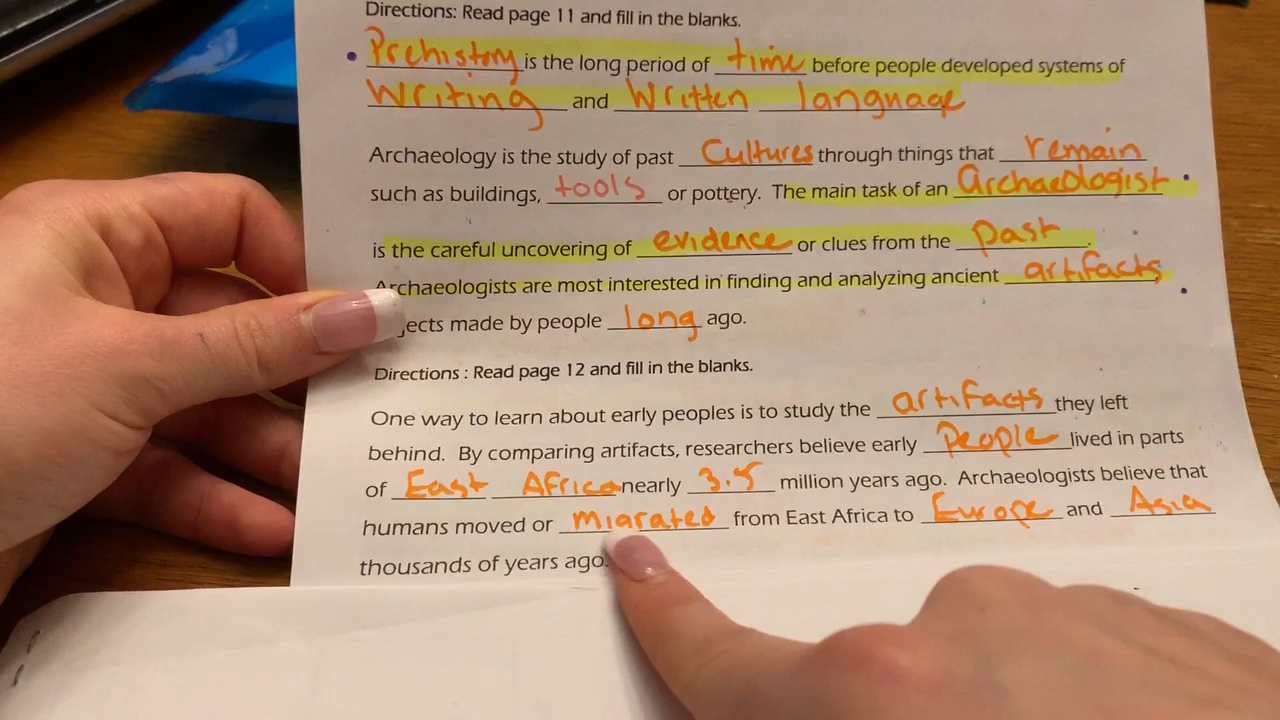 Directions: Read page 11 and fill in the blanks.
Prehistory is the long period of time before people developed systems of
Writing and Written language
Archaeology is the study of past Cultures through things that remain
such as buildings, tools or pottery. The main task of an archaeologist
is the careful uncovering of evidence or clues from the past.
Archaeologists are most interested in finding and analyzing ancient artifacts,
jects made by people long ago.
Directions : Read page 12 and fill in the blanks.
One way to learn about early peoples is to study the artifacts they left
behind. By comparing artifacts, researchers believe early People lived in parts
of East Africa nearly 3.5 million years ago. Archaeologists believe that
humans moved or migrated from East Africa to Europe and Asia
thousands of years ago.